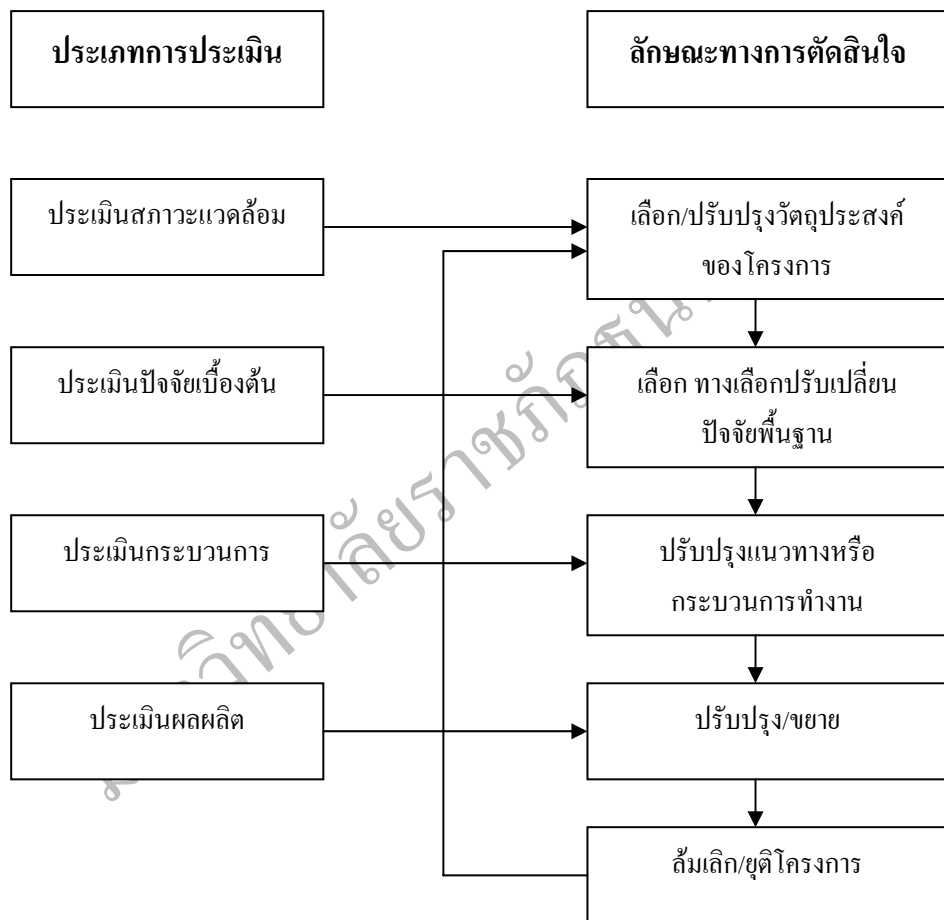 ประเภทการประเมิน
ลักษณะทางการตัดสินใจ
ประเมินสภาวะแวดล้อม
เลือก/ปรับปรุงวัตถุประสงค์
ของโครงการ
ประเมินปัจจัยเบื้องต้น
เลือก ทางเลือกปรับเปลี่ยน
ปัจจัยพื้นฐาน
ประเมินกระบวนการ
ปรับปรุงแนวทางหรือ
กระบวนการทำงาน
ประเมินผลผลิต
ปรับปรุง/ขยาย
ล้มเลิก/ยุติโครงการ